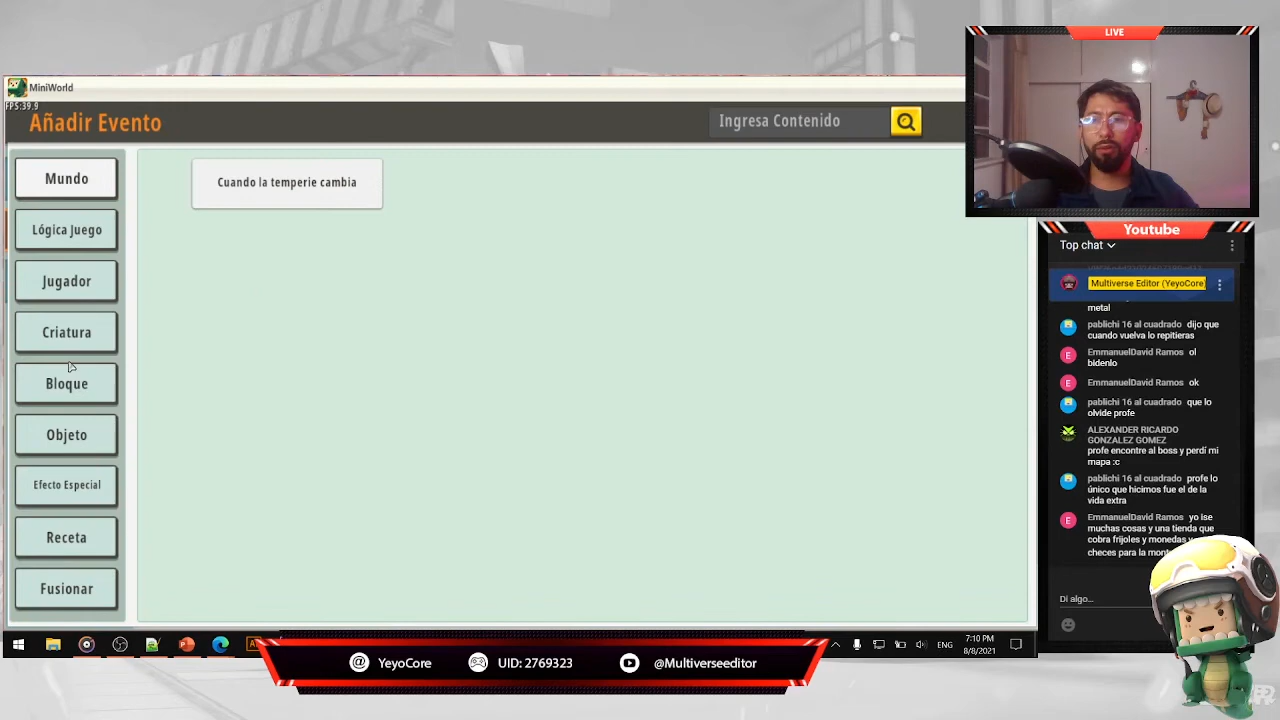 LIVE
MiniWorld
FPS:39.9
Añadir Evento
Ingresa Contenido
Mundo
Lógica Juego
Jugador
Criatura
Bloque
Objeto
Efecto Especial
Receta
Fusionar
Cuando la temperie cambia
Youtube
Top chat
Multiverse Editor (YeyoCore)
metal
pablichi 16 al cuadrado dijo que
cuando vuelva lo repitieras
EmmanuelDavid Ramos ol
bidenlo
EmmanuelDavid Ramos ok
pablichi 16 al cuadrado que lo
olvide profe
ALEXANDER RICARDO
GONZALEZ GOMEZ
profe encontre al boss y perdí mi
mapa :c
pablichi 16 al cuadrado profe lo
único que hicimos fue el de la
vida extra
EmmanuelDavid Ramos yo ise
muchas cosas y una tienda que
cobra frijoles y monedas y
checes para la mont
Di algo...
ENG
7:10 PM
8/8/2021
YeyoCore
UID: 2769323
@Multiverseeditor